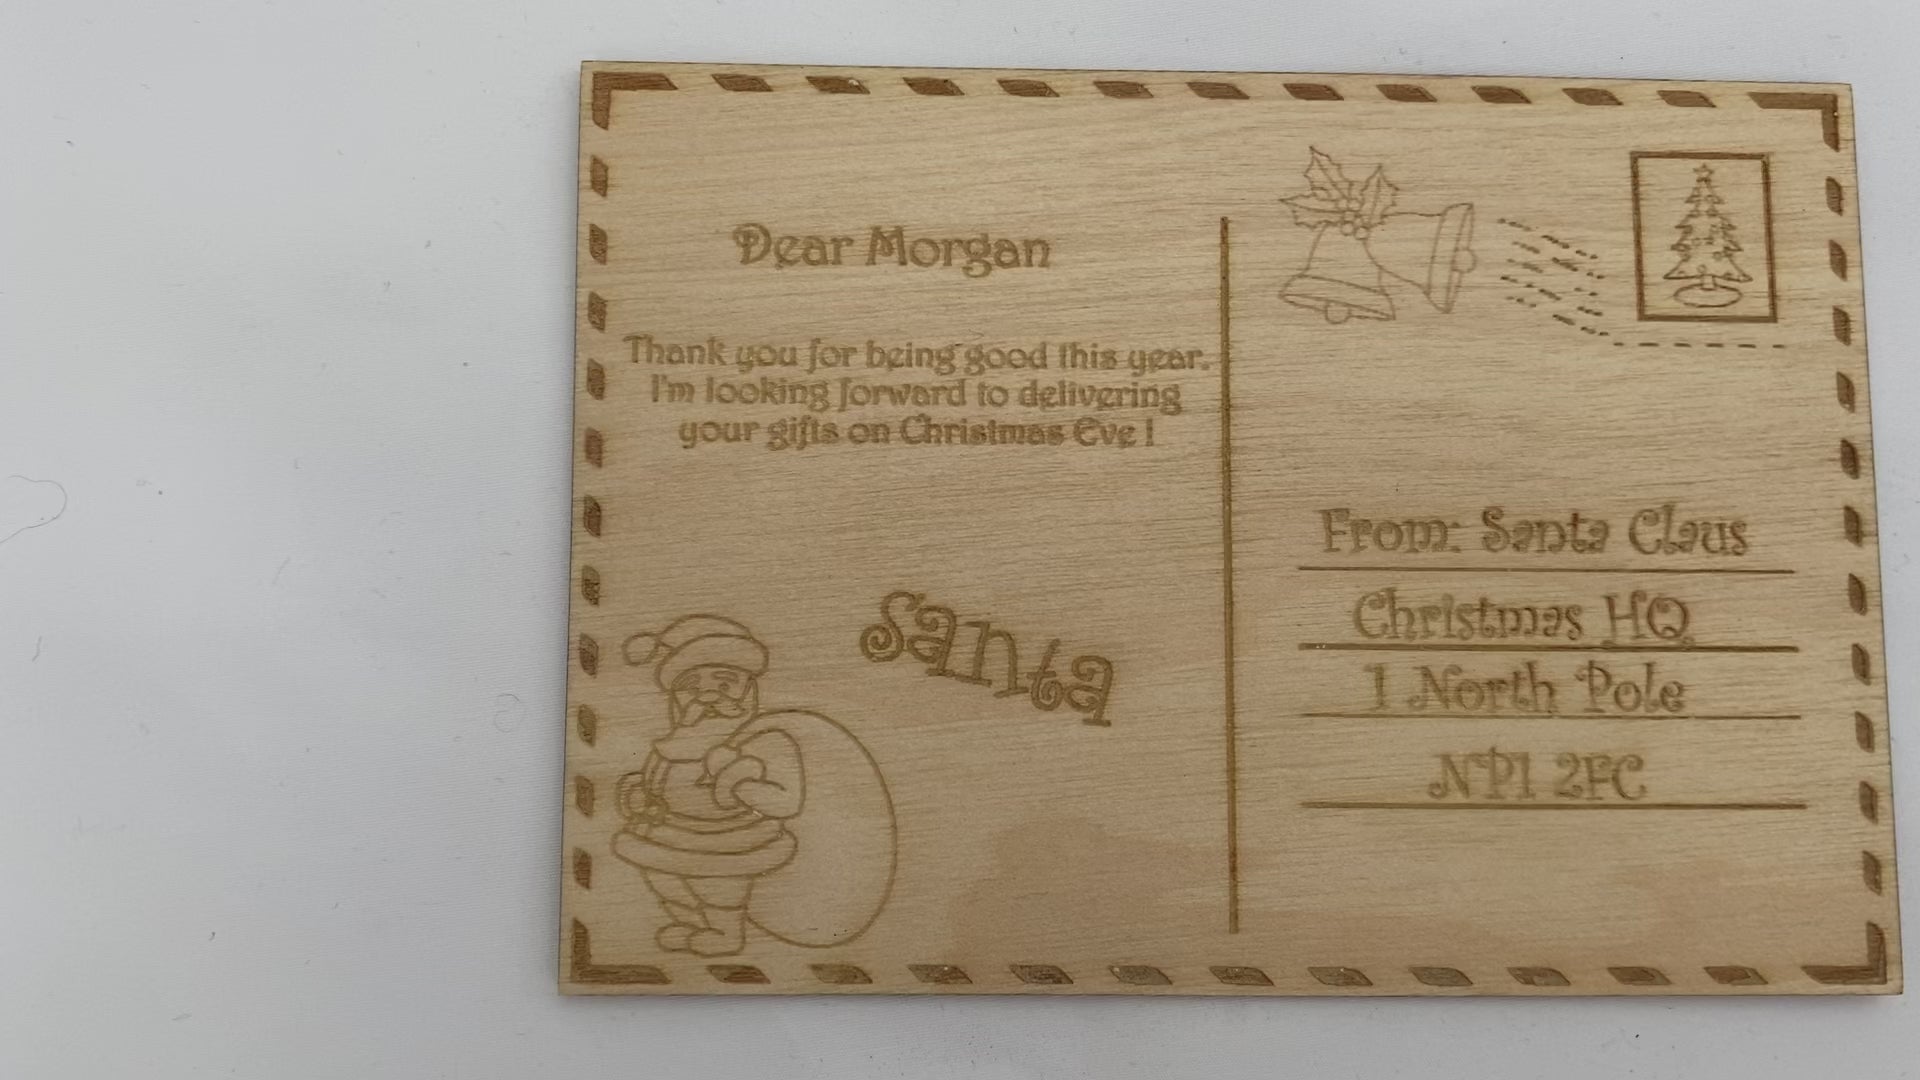 Dear Morgan
Thank you for being good this year.
I'm looking forward to delivering
your gifts on Christmas Eve !
Santa
From: Santa Claus
Christmas HQ
1 North Pole
NP1 2FC